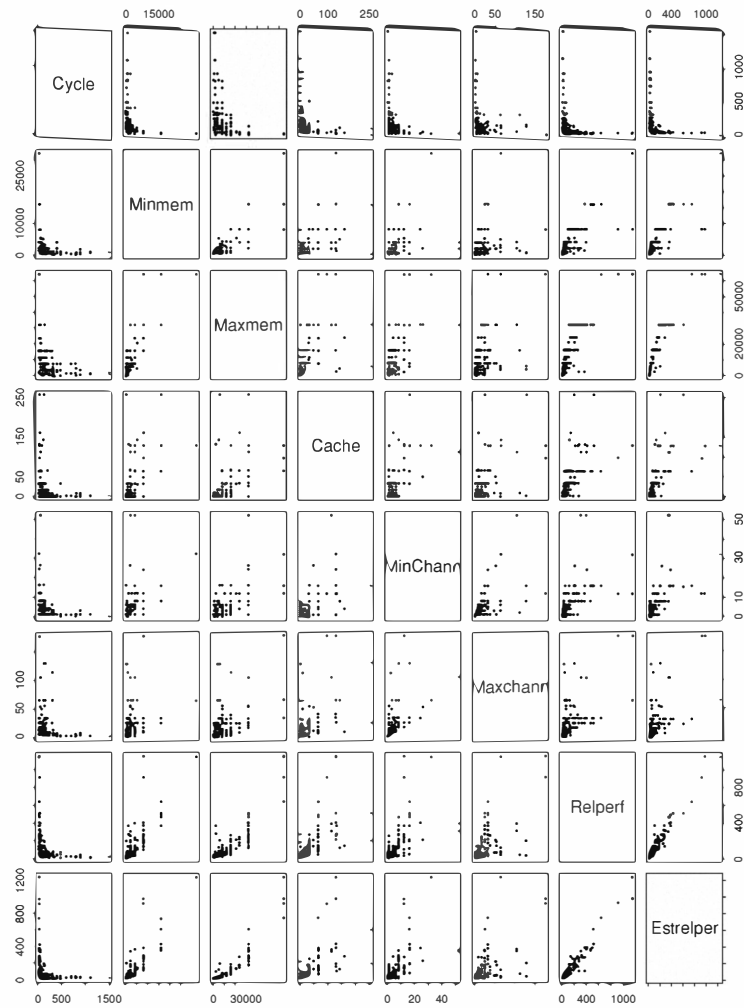 0 15000 0 250 0 50 150 0 400 1000
Cycle 0 500 1000
0 10000 25000 Minmem
Maxmem 0 20000 50000
0 50 150 250 Cache
MinChann 0 10 30 50
0 50 100 Maxchann
Relperf 0 400 800
0 400 800 1200 Estrelper
0 500 1500 0 30000 0 20 40 0 400 1000